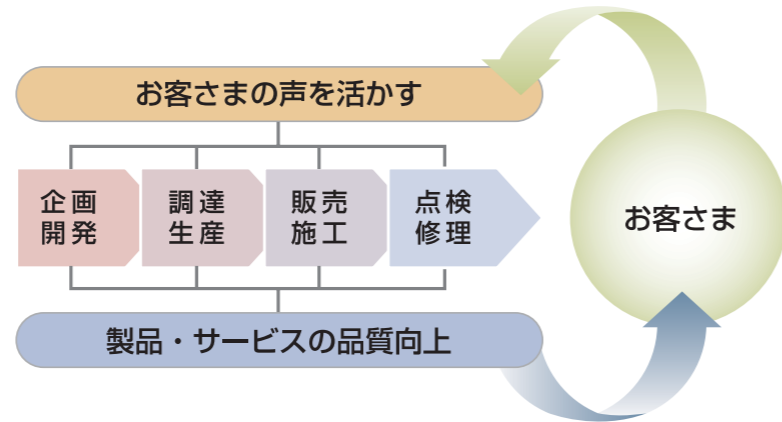 お客さまの声を活かす
企画
開発
調達
生産
販売
施工
点検
修理
お客さま
製品・サービスの品質向上